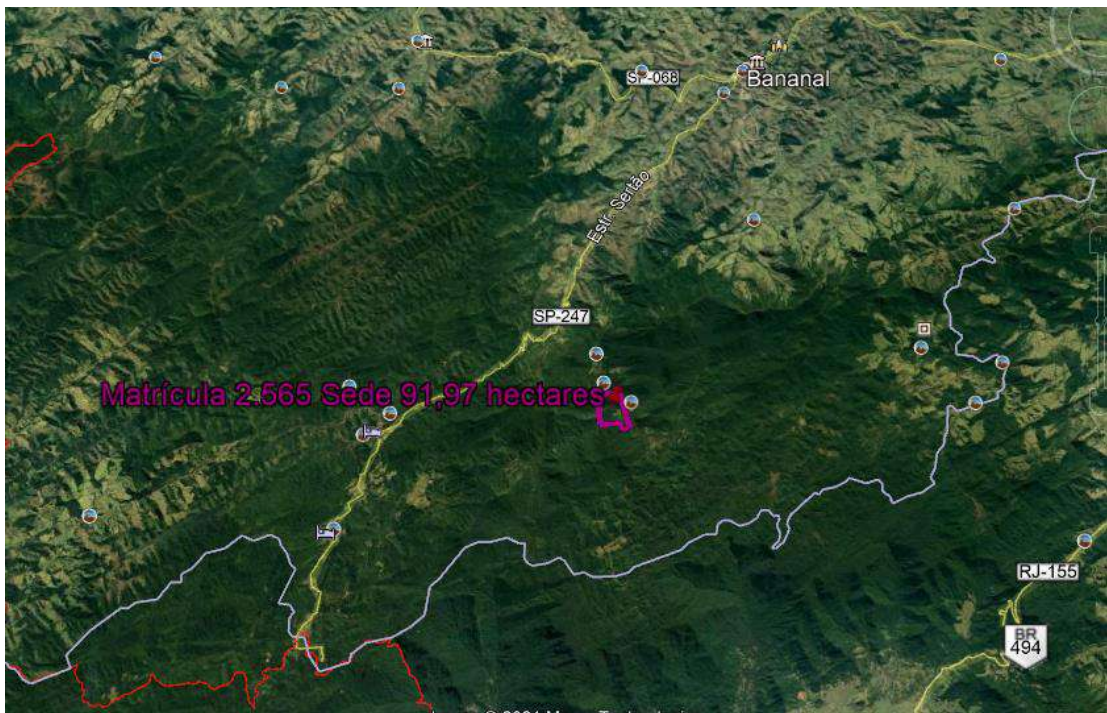 SP-068
Bananal
Estr. Sertão
SP-247
Matrícula 2.565 Sede 91,97 hectares
RJ-155
BR
494